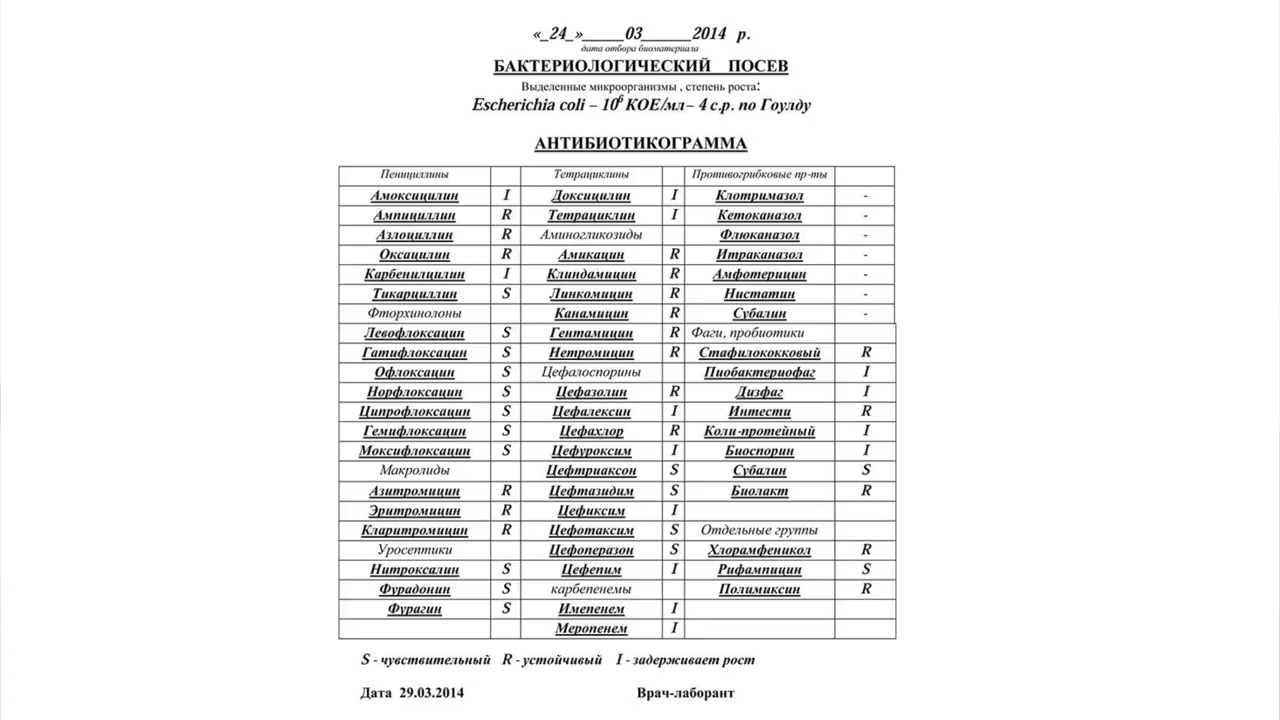 «_24_»_____03______2014 р.
дата отбора биоматериала
БАКТЕРИОЛОГИЧЕСКИЙ ПОСЕВ
Выделенные микроорганизмы , степень роста:
Escherichia coli – 10⁶ КОЕ/мл – 4 с.р. по Гоулду
АНТИБИОТИКОГРАММА
Пенициллины Тетрациклины Противогрибковые пр-ты
Амоксицилин I Доксицилин I Клотримазол -
Ампициллин R Тетрациклин I Кетоканазол -
Азлоциллин R Аминогликозиды Флюканазол -
Оксацилин R Амикацин R Итраканазол -
Карбенилцилин I Клиндамицин R Амфотерицин -
Тикарциллин S Линкомицин R Нистатин -
Фторхинолоны Канамицин R Субалин -
Левофлоксацин S Гентамицин R Фаги, пробиотики
Гатифлоксацин S Нетромицин R Стафилококковый R
Офлоксацин S Цефалоспорины Пиобактериофаг I
Норфлоксацин S Цефазолин R Дизфаг I
Ципрофлоксацин S Цефалексин I Интести R
Гемифлоксацин S Цефахлор R Коли-протейный I
Моксифлоксацин S Цефуроксим I Биоспорин I
Макролиды Цефтриаксон S Субалин S
Азитромицин R Цефтазидим S Биолакт R
Эритромицин R Цефиксим I
Кларитромицин R Цефотаксим S Отдельные группы
Уросептики Цефоперазон S Хлорамфеникол R
Нитроксалин S Цефепим I Рифампицин S
Фурадонин S карбепенемы Полимиксин R
Фурагин S Имепенем I
Меропенем I
S - чувствительный R - устойчивый I - задерживает рост
Дата 29.03.2014 Врач-лаборант